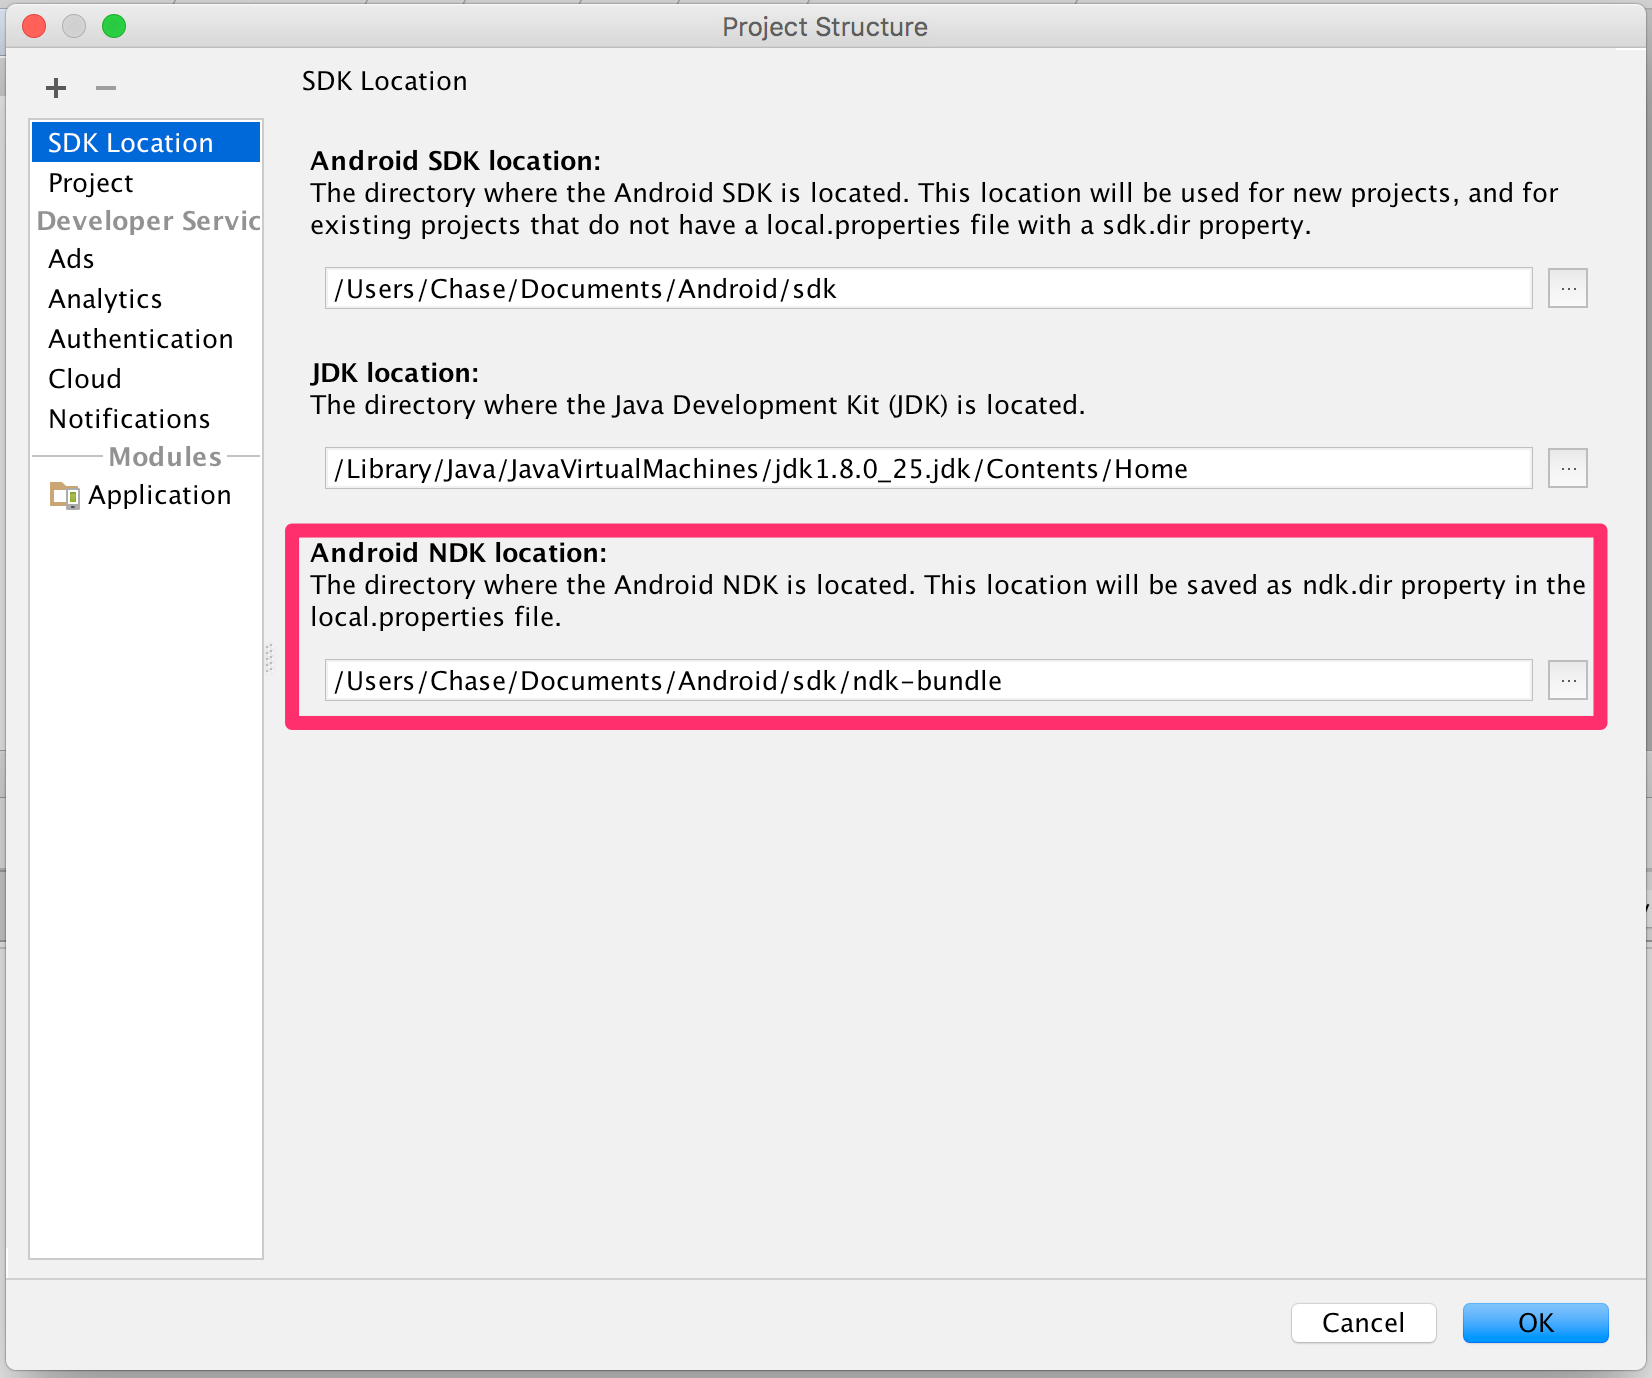 Project Structure
SDK Location
SDK Location
Project
Developer Servic
Ads
Analytics
Authentication
Cloud
Notifications
Modules
Application
Android SDK location:
The directory where the Android SDK is located. This location will be used for new projects, and for
existing projects that do not have a local.properties file with a sdk.dir property.
/Users/Chase/Documents/Android/sdk
...
JDK location:
The directory where the Java Development Kit (JDK) is located.
/Library/Java/JavaVirtualMachines/jdk1.8.0_25.jdk/Contents/Home
...
Android NDK location:
The directory where the Android NDK is located. This location will be saved as ndk.dir property in the
local.properties file.
/Users/Chase/Documents/Android/sdk/ndk-bundle
...
Cancel
OK